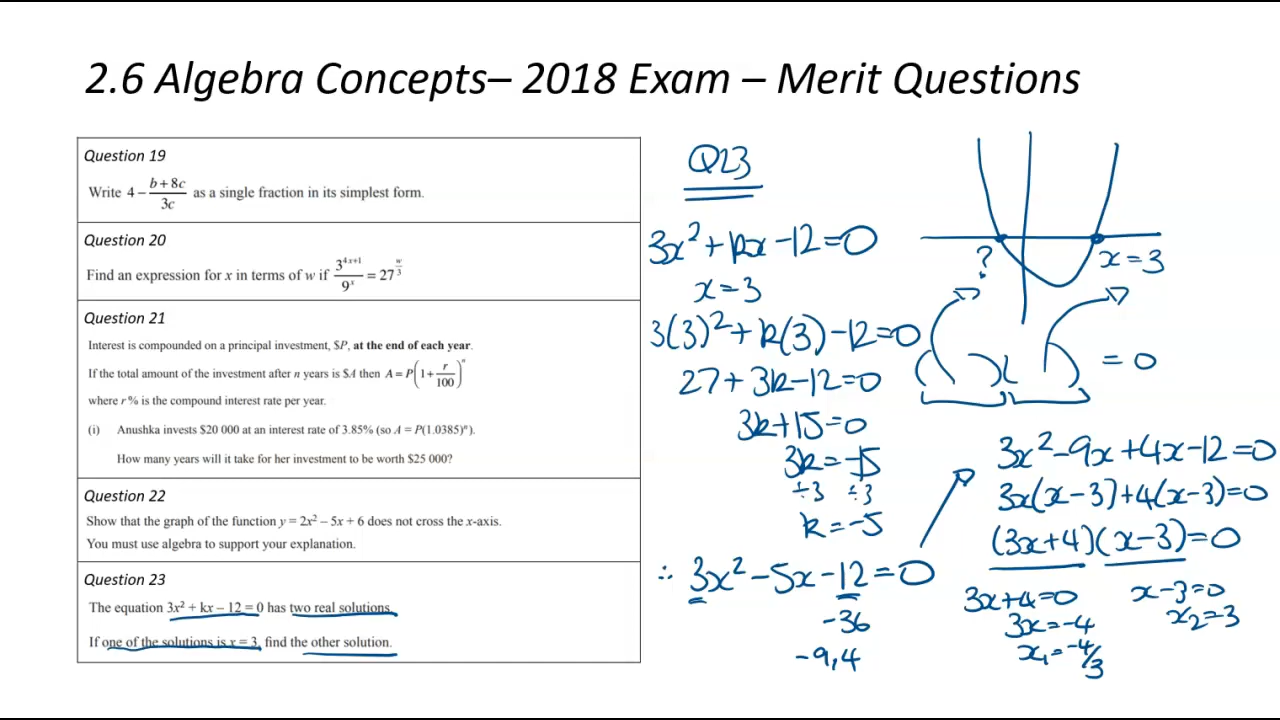 2.6 Algebra Concepts– 2018 Exam – Merit Questions
Question 19
Write 4 − (b + 8c)/(3c) as a single fraction in its simplest form.
Question 20
Find an expression for x in terms of w if 3^(4x+1)/9^x = 27^(w/3)
Question 21
Interest is compounded on a principal investment, $P, at the end of each year.
If the total amount of the investment after n years is $A then A = P(1 + r/100)^n
where r % is the compound interest rate per year.
(i) Anushka invests $20 000 at an interest rate of 3.85% (so A = P(1.0385)ⁿ).
How many years will it take for her investment to be worth $25 000?
Question 22
Show that the graph of the function y = 2x² – 5x + 6 does not cross the x-axis.
You must use algebra to support your explanation.
Question 23
The equation 3x² + kx – 12 = 0 has two real solutions.
If one of the solutions is x = 3, find the other solution.
Q23
3x² + kx - 12 = 0
x = 3
3(3)² + k(3) - 12 = 0
27 + 3k - 12 = 0
3k + 15 = 0
3k = -15
÷3 ÷3
k = -5
∴ 3x² - 5x - 12 = 0
-36
-9, 4
?
x = 3
( )( ) = 0
3x² - 9x + 4x - 12 = 0
3x(x - 3) + 4(x - 3) = 0
(3x + 4)(x - 3) = 0
3x + 4 = 0
3x = -4
x₁ = -4/3
x - 3 = 0
x₂ = 3